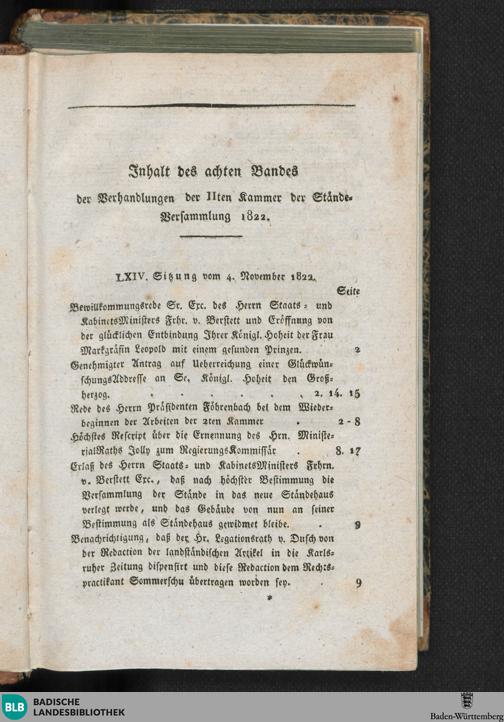 Inhalt des achten Bandes
der Verhandlungen der IIten Kammer der Stände-
Versammlung 1822.
LXIV. Sitzung vom 4. November 1822.
Seite
Bewillkommungsrede Sr. Exc. des Herrn Staats- und
KabinetsMinisters Frhr. v. Berstett und Eröffnung von
der glücklichen Entbindung Ihrer Königl. Hoheit der Frau
Markgräfin Leopold mit einem gesunden Prinzen. 2
Genehmigter Antrag auf Ueberreichung einer Glückwün-
schungsAddresse an Se. Königl. Hoheit den Groß-
herzog. . . . . . 2. 14. 15
Rede des Herrn Präsidenten Föhrenbach bei dem Wieder-
beginnen der Arbeiten der 2ten Kammer . 2-8
Höchstes Rescript über die Ernennung des Hrn. Ministe-
rialRaths Jolly zum RegierungsKommissär . 8. 17
Erlaß des Herrn Staats- und KabinetsMinisters Frhrn.
v. Berstett Exc., daß nach höchster Bestimmung die
Versammlung der Stände in das neue Ständehaus
verlegt werde, und das Gebäude von nun an seiner
Bestimmung als Ständehaus gewidmet bleibe. . 9
Benachrichtigung, daß der Hr. Legationsrath v. Dusch von
der Redaction der landständischen Artikel in die Karls-
ruher Zeitung dispensirt und diese Redaction dem Rechts-
praktikant Sommerschu übertragen worden sey. . 9
*
BLB BADISCHE
LANDESBIBLIOTHEK
Baden-Württemberg